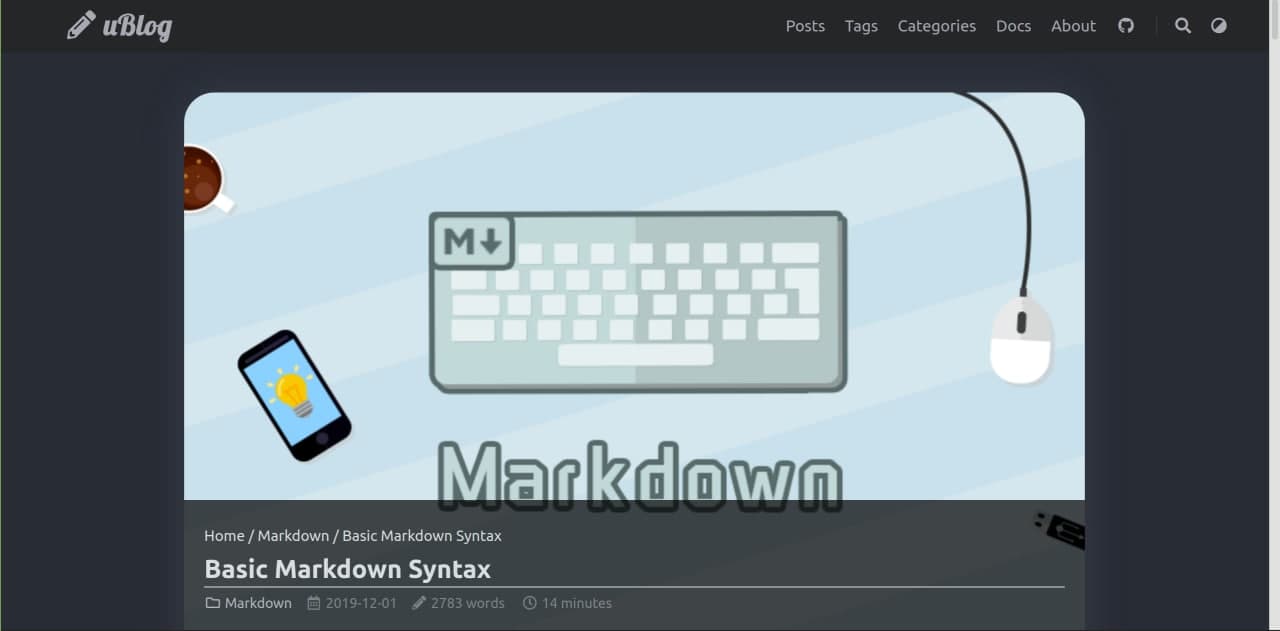 uBlog Posts Tags Categories Docs About
M
Markdown
Home / Markdown / Basic Markdown Syntax
Basic Markdown Syntax
Markdown 2019-12-01 2783 words 14 minutes